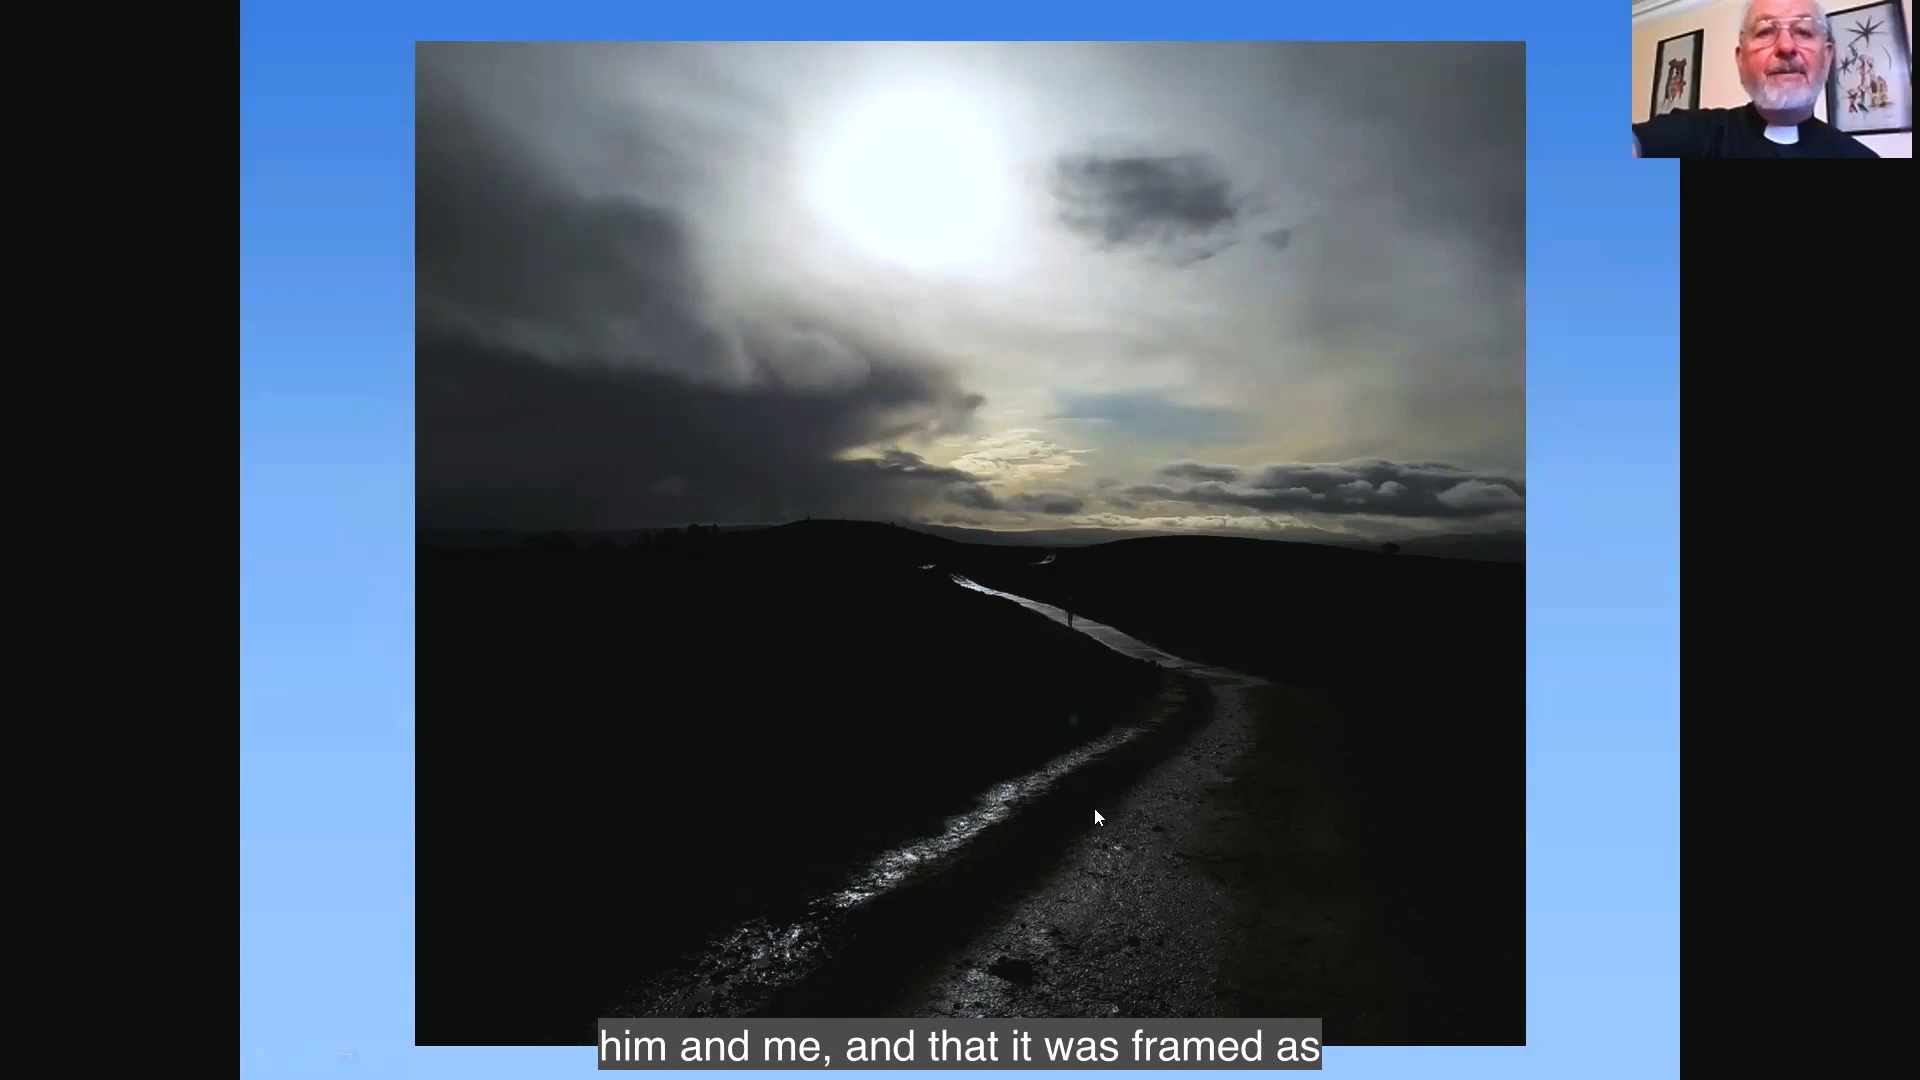 him and me, and that it was framed as